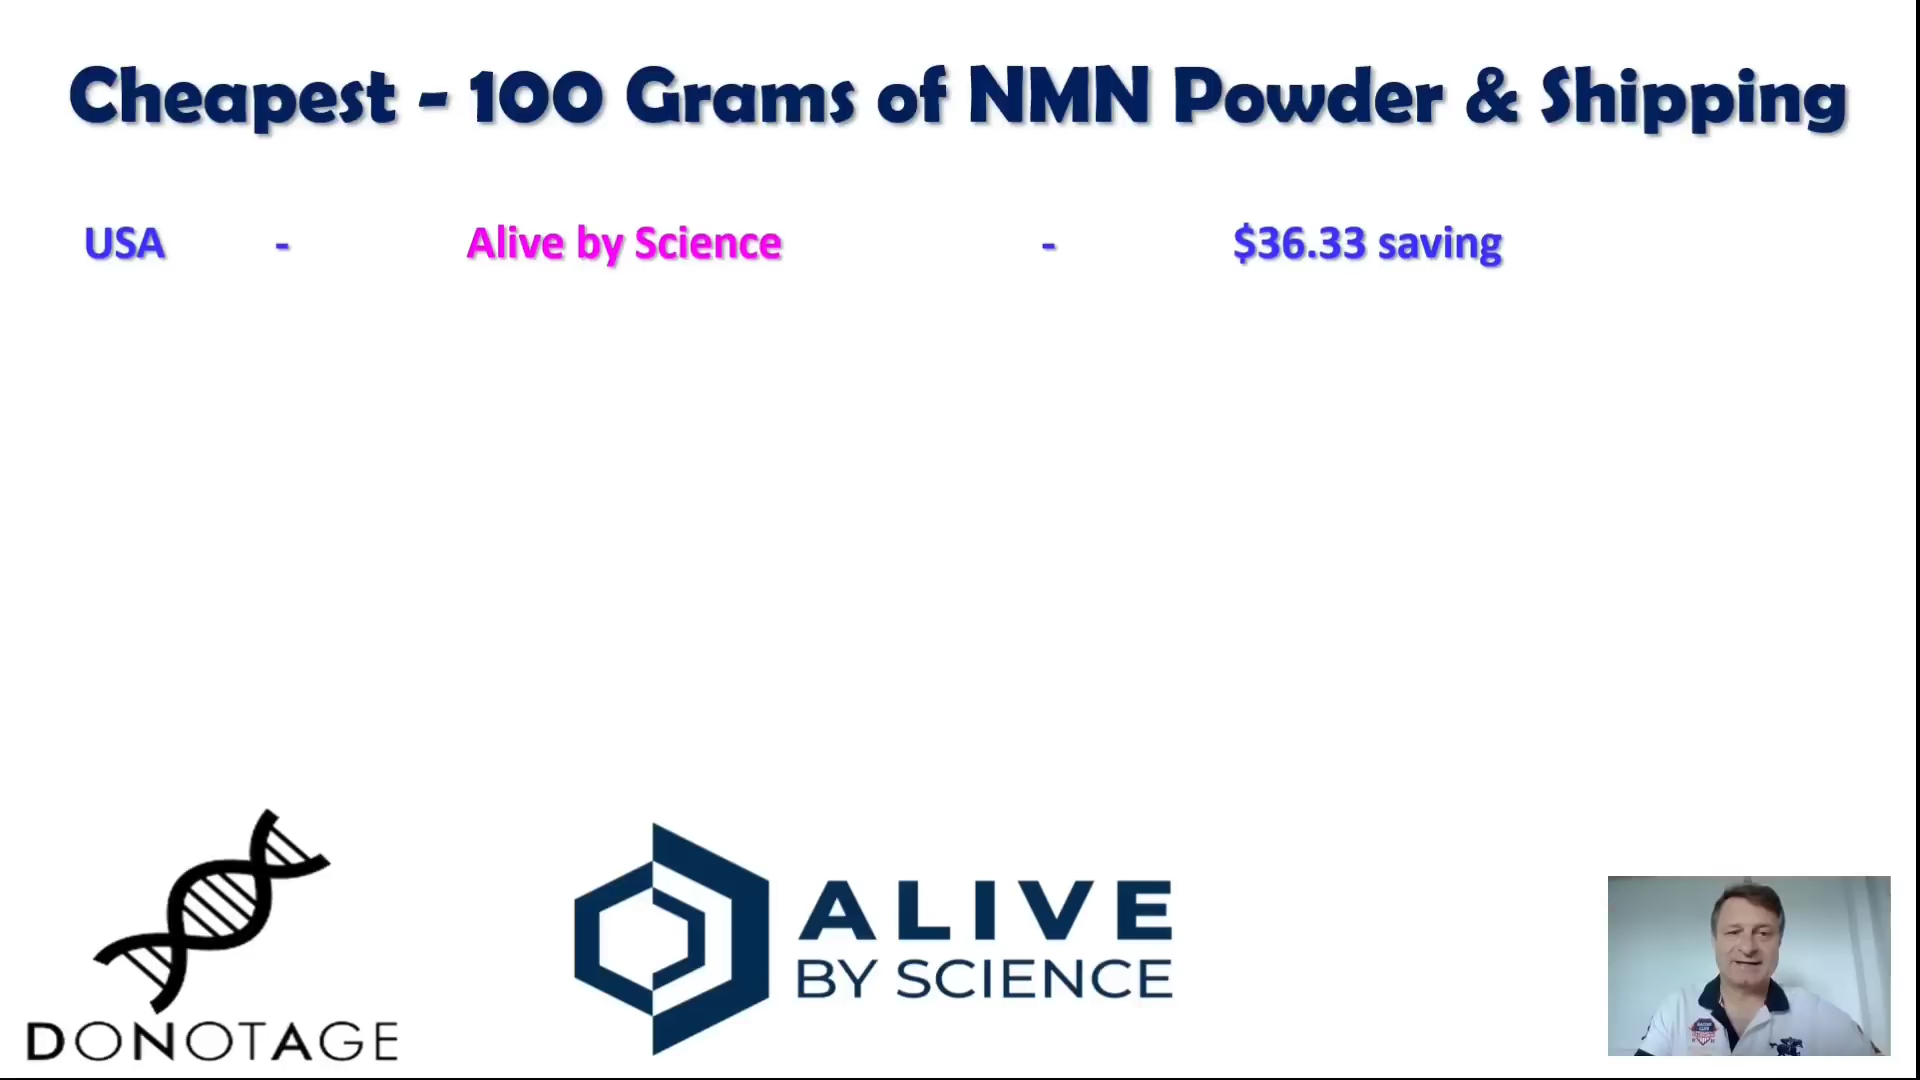 Cheapest - 100 Grams of NMN Powder & Shipping
USA - Alive by Science - $36.33 saving
DONOTAGE
ALIVE
BY SCIENCE